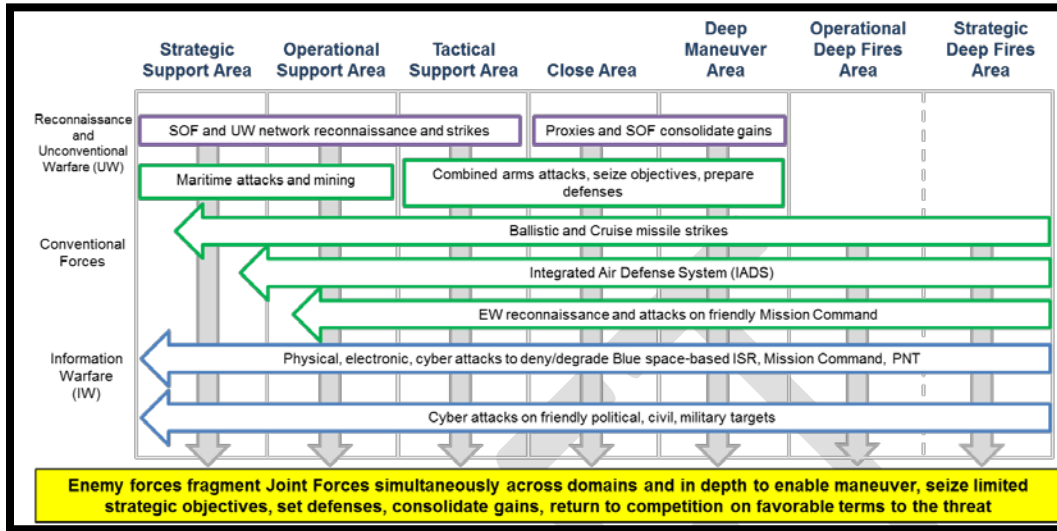 Strategic
Support Area
Operational
Support Area
Tactical
Support Area
Close Area
Deep
Maneuver
Area
Operational
Deep Fires
Area
Strategic
Deep Fires
Area
Reconnaissance
and
Unconventional
Warfare (UW)
SOF and UW network reconnaissance and strikes
Proxies and SOF consolidate gains
Maritime attacks and mining
Combined arms attacks, seize objectives, prepare
defenses
Conventional
Forces
Ballistic and Cruise missile strikes
Integrated Air Defense System (IADS)
EW reconnaissance and attacks on friendly Mission Command
Information
Warfare
(IW)
Physical, electronic, cyber attacks to deny/degrade Blue space-based ISR, Mission Command, PNT
Cyber attacks on friendly political, civil, military targets
Enemy forces fragment Joint Forces simultaneously across domains and in depth to enable maneuver, seize limited
strategic objectives, set defenses, consolidate gains, return to competition on favorable terms to the threat